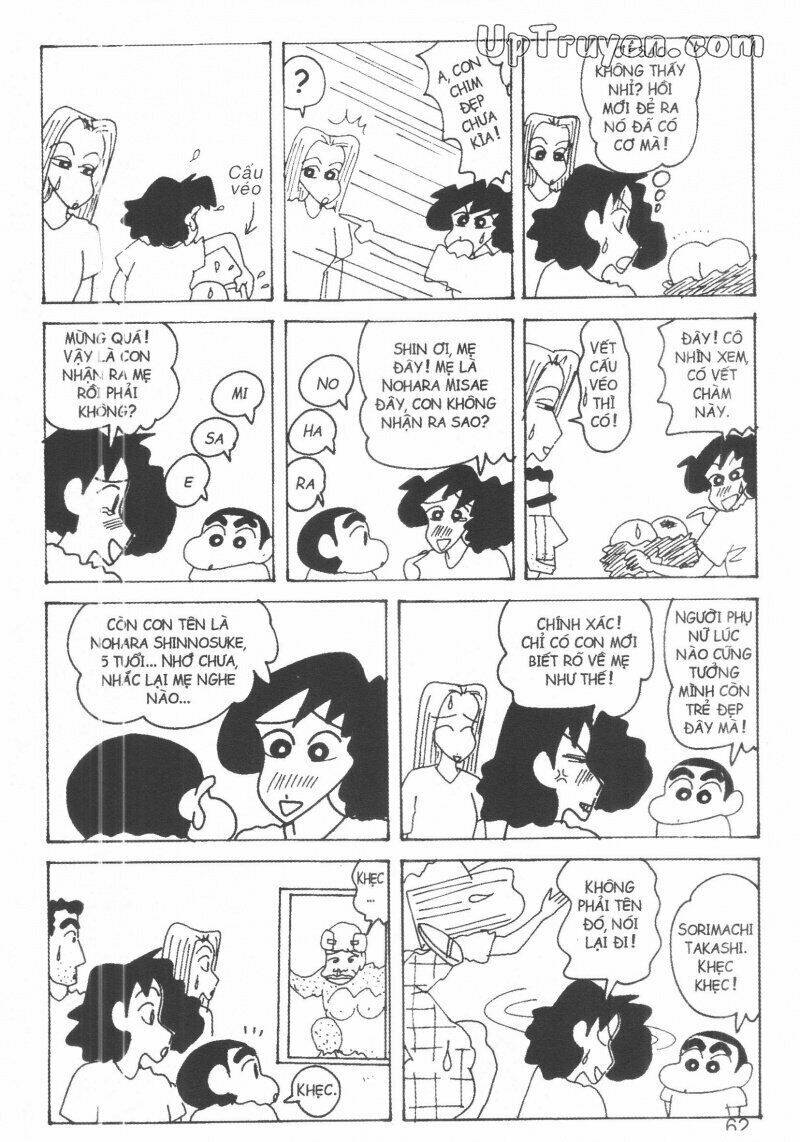 UpTruyen.com
KHÔNG THẤY
NHỈ? HỒI
MỚI ĐẺ RA
NÓ ĐÃ CÓ
CƠ MÀ!
A, CON
CHIM
ĐẸP
CHƯA
KÌA!
?
Cấu
véo
ĐÂY! CÔ
NHÌN XEM,
CÓ VẾT
CHÀM
NÀY.
VẾT
CẤU
VÉO
THÌ
CÓ!
SHIN ƠI, MẸ
ĐÂY! MẸ LÀ
NOHARA MISAE
ĐÂY, CON KHÔNG
NHẬN RA SAO?
NO
HA
RA
MI
SA
E
MỪNG QUÁ!
VẬY LÀ CON
NHẬN RA MẸ
RỒI PHẢI
KHÔNG?
NGƯỜI PHỤ
NỮ LÚC
NÀO CŨNG
TƯỞNG
MÌNH CÒN
TRẺ ĐẸP
ĐẤY MÀ!
CHÍNH XÁC!
CHỈ CÓ CON MỚI
BIẾT RÕ VỀ MẸ
NHƯ THẾ!
CÒN CON TÊN LÀ
NOHARA SHINNOSUKE,
5 TUỔI... NHỚ CHƯA,
NHẮC LẠI MẸ NGHE
NÀO...
SORIMACHI
TAKASHI.
KHẸC
KHẸC!
KHÔNG
PHẢI TÊN
ĐÓ, NÓI
LẠI ĐI!
KHẸC
...
KHẸC.
62